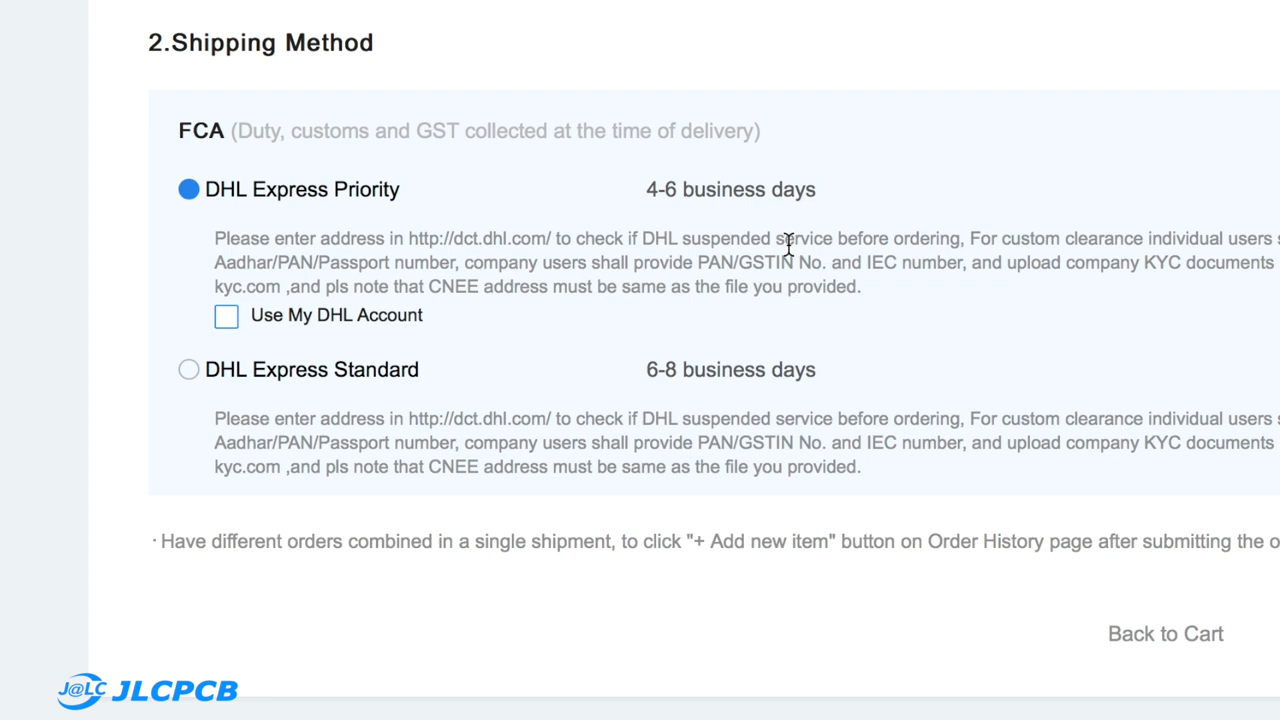 2.Shipping Method
FCA (Duty, customs and GST collected at the time of delivery)
DHL Express Priority 4-6 business days
Please enter address in http://dct.dhl.com/ to check if DHL suspended service before ordering, For custom clearance individual users
Aadhar/PAN/Passport number, company users shall provide PAN/GSTIN No. and IEC number, and upload company KYC documents
kyc.com ,and pls note that CNEE address must be same as the file you provided.
Use My DHL Account
DHL Express Standard 6-8 business days
Please enter address in http://dct.dhl.com/ to check if DHL suspended service before ordering, For custom clearance individual users
Aadhar/PAN/Passport number, company users shall provide PAN/GSTIN No. and IEC number, and upload company KYC documents
kyc.com ,and pls note that CNEE address must be same as the file you provided.
· Have different orders combined in a single shipment, to click "+ Add new item" button on Order History page after submitting the
Back to Cart
J@LC JLCPCB